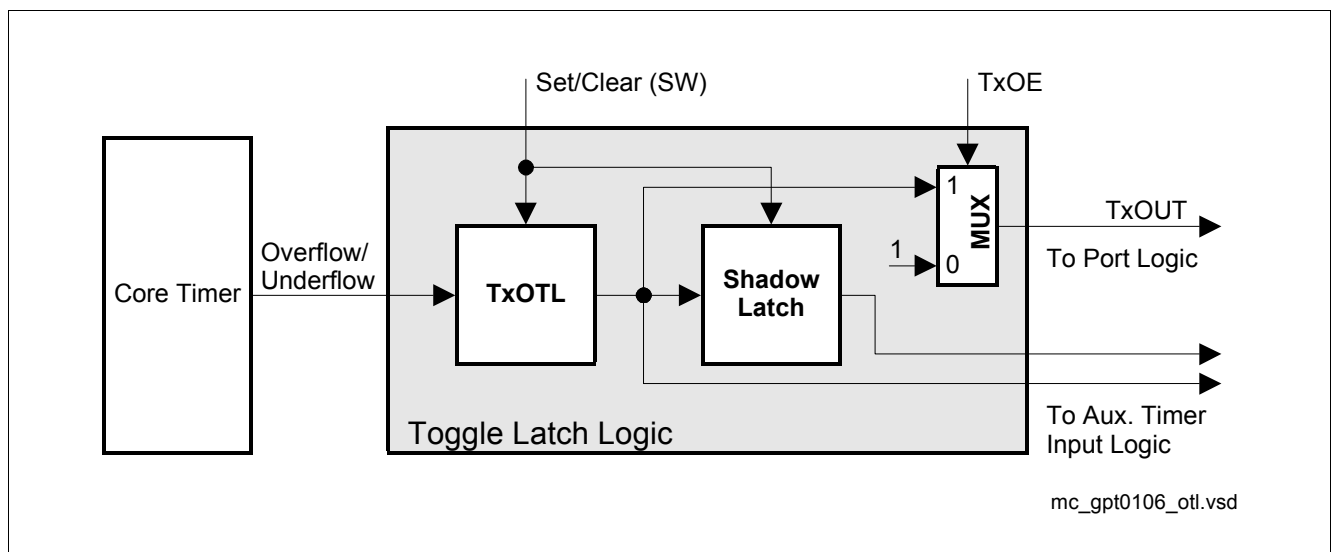 Set/Clear (SW)
TxOE
Core Timer
Overflow/
Underflow
TxOTL
Shadow
Latch
1
1
0
MUX
TxOUT
To Port Logic
To Aux. Timer
Input Logic
Toggle Latch Logic
mc_gpt0106_otl.vsd